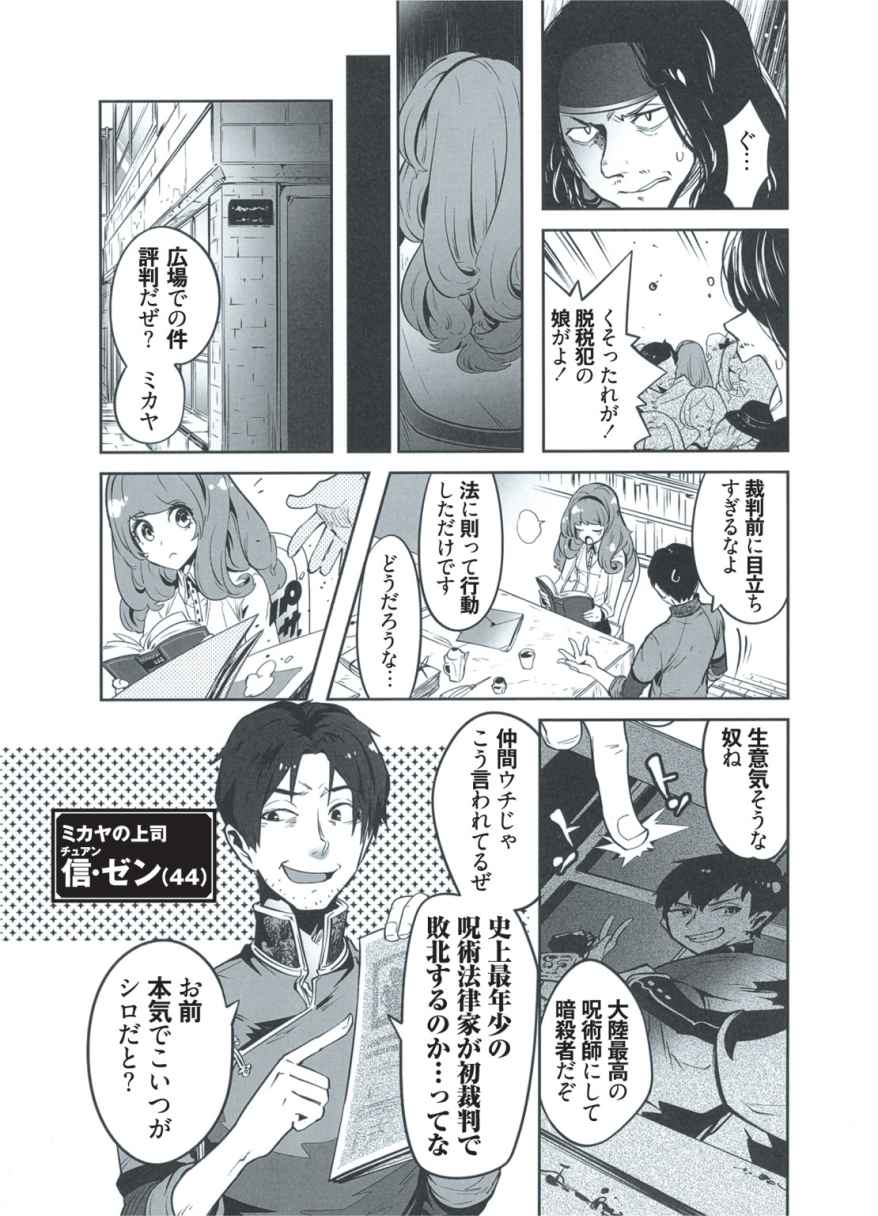 ぐ…
くそったれが！
脱税犯の
娘がよ！
広場での件
評判だぜ？
ミカヤ
裁判前に目立ち
すぎるなよ
法に則って行動
しただけです
どうだろうな…
生意気そうな
奴ね
大陸最高の
呪術師にして
暗殺者だぞ
仲間ウチじゃ
こう言われてるぜ
史上最年少の
呪術法律家が初裁判で
敗北するのか…ってな
ミカヤの上司
チュアン
信・ゼン（44）
お前
本気でこいつが
シロだと？